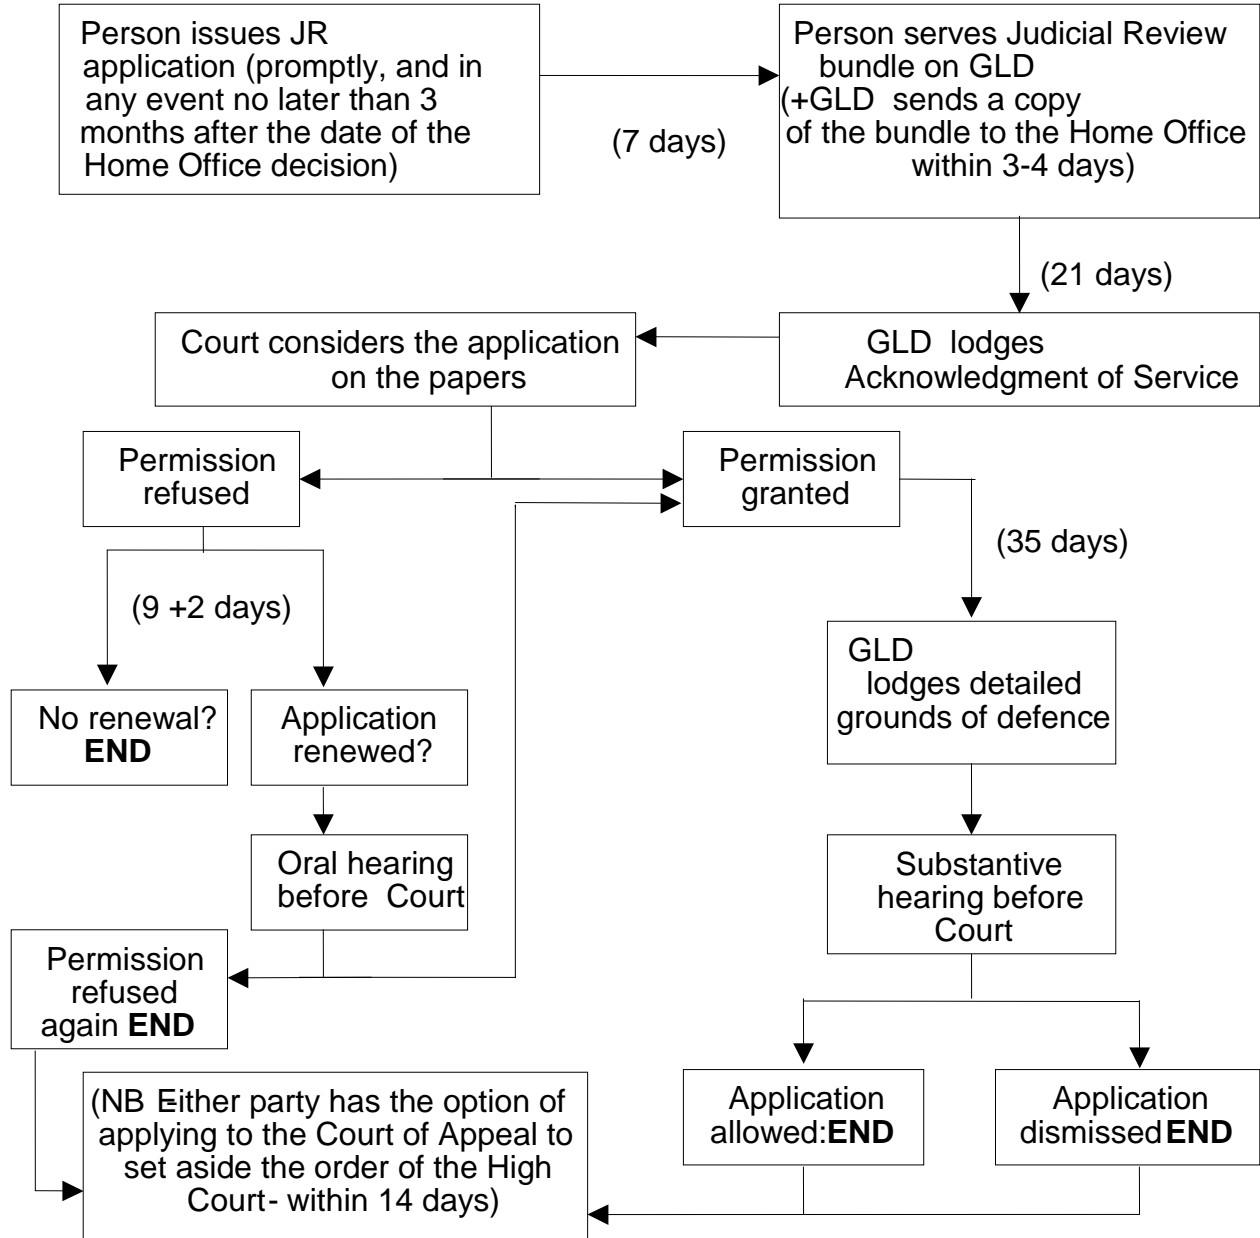 Person issues JR
application (promptly, and in
any event no later than 3
months after the date of the
Home Office decision)
(7 days)
Person serves Judicial Review
bundle on GLD
(+GLD sends a copy
of the bundle to the Home Office
within 3-4 days)
(21 days)
GLD lodges
Acknowledgment of Service
Court considers the application
on the papers
Permission
refused
Permission
granted
(9 +2 days)
(35 days)
No renewal?
END
Application
renewed?
GLD
lodges detailed
grounds of defence
Oral hearing
before Court
Substantive
hearing before
Court
Permission
refused
again END
(NB Either party has the option of
applying to the Court of Appeal to
set aside the order of the High
Court- within 14 days)
Application
allowed:END
Application
dismissed END